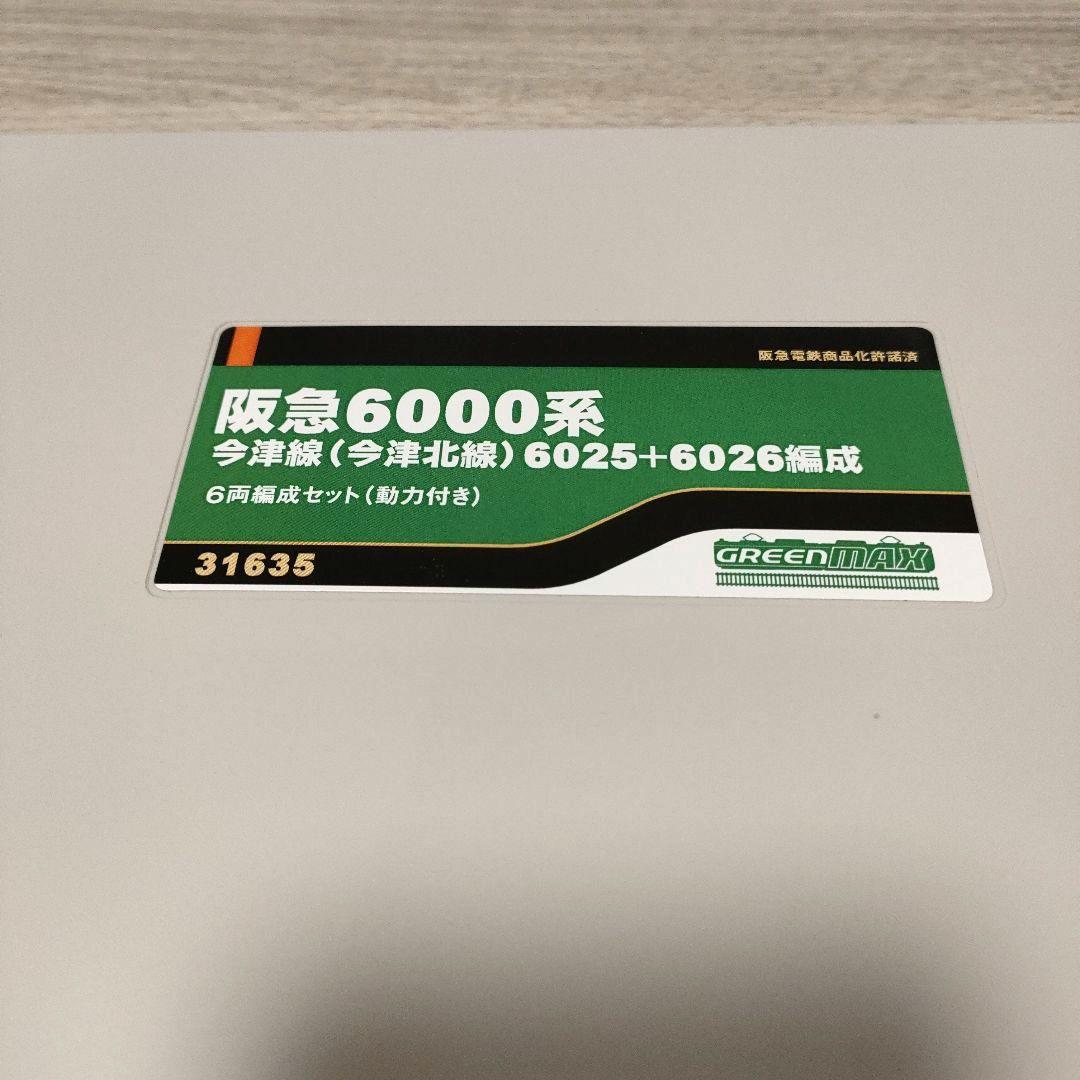 阪急電鉄商品化許諾済
阪急6000系
今津線(今津北線)6025+6026編成
6両編成セット(動力付き)
31635
GREENMAX